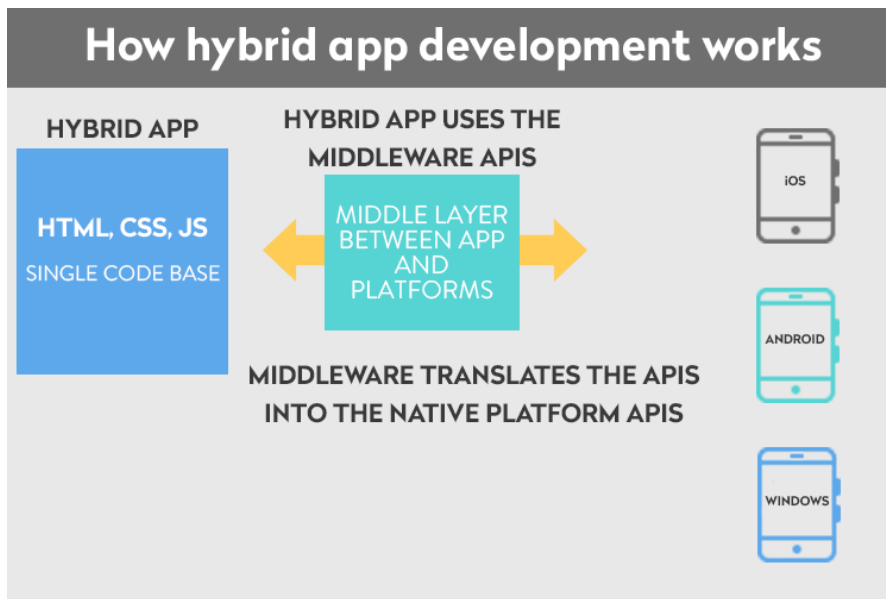 How hybrid app development works
HYBRID APP
HTML, CSS, JS
SINGLE CODE BASE
HYBRID APP USES THE
MIDDLEWARE APIS
MIDDLE LAYER
BETWEEN APP
AND
PLATFORMS
MIDDLEWARE TRANSLATES THE APIS
INTO THE NATIVE PLATFORM APIS
iOS
ANDROID
WINDOWS